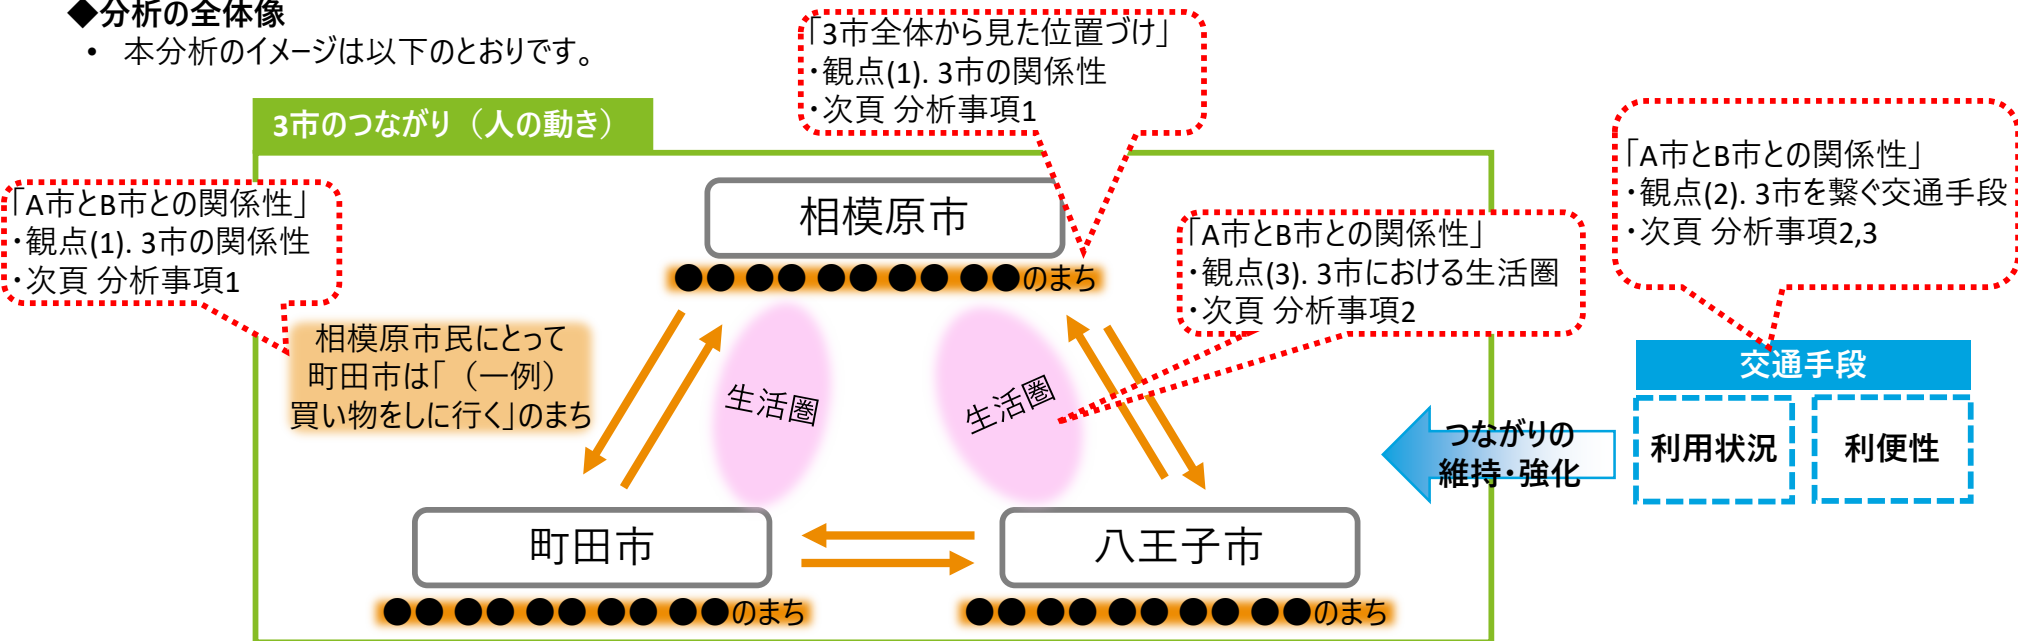 ◆分析の全体像
• 本分析のイメージは以下のとおりです。
「3市全体から見た位置づけ」
・観点(1). 3市の関係性
・次頁 分析事項1
3市のつながり（人の動き）
「A市とB市との関係性」
・観点(1). 3市の関係性
・次頁 分析事項1
「A市とB市との関係性」
・観点(2). 3市を繋ぐ交通手段
・次頁 分析事項2,3
相模原市
●● ●● ●● ●● ●●のまち
「A市とB市との関係性」
・観点(3). 3市における生活圏
・次頁 分析事項2
相模原市民にとって
町田市は「（一例）
買い物をしに行く」のまち
生活圏
生活圏
交通手段
利用状況
利便性
つながりの
維持・強化
町田市
●● ●● ●● ●● ●●のまち
八王子市
●● ●● ●● ●● ●●のまち